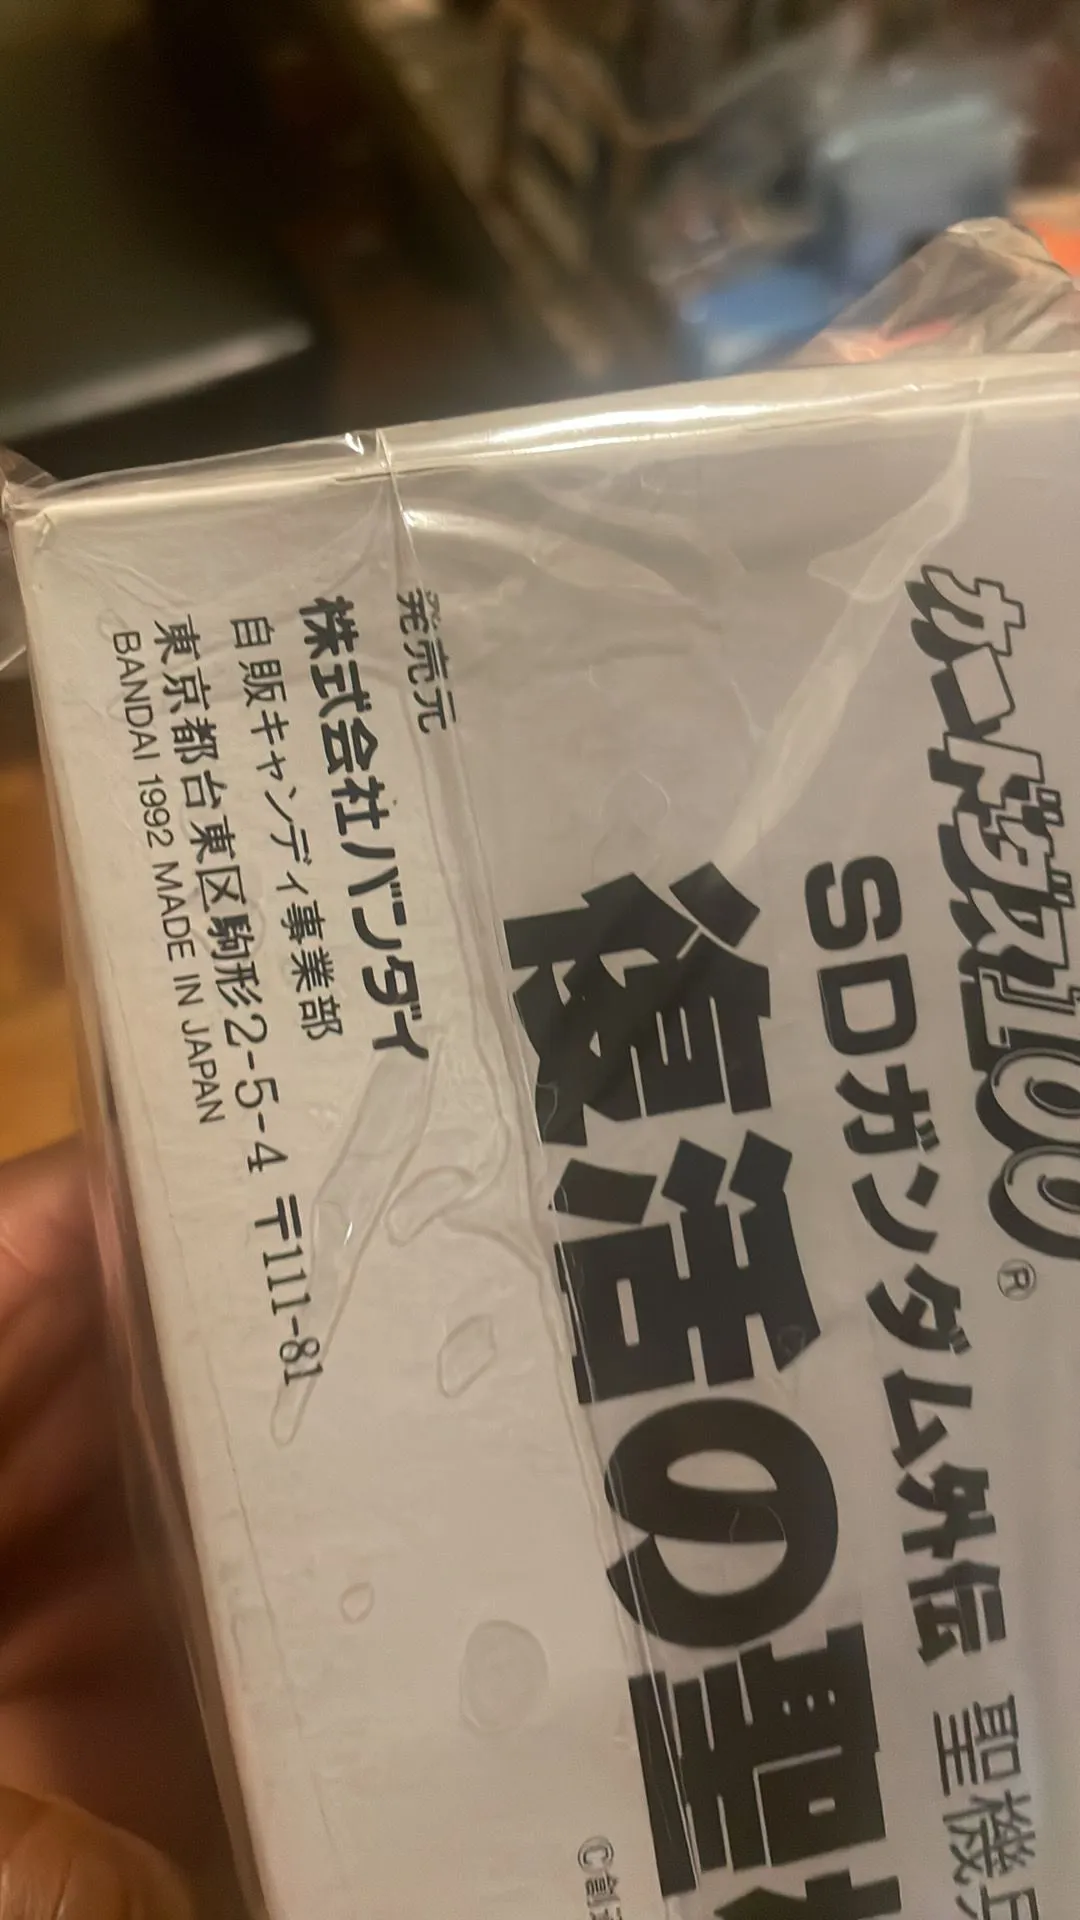 カードダス100®
SDガンダム外伝 聖機兵
復活の聖
©創通
発売元
株式会社バンダイ
自販キャンディ事業部
東京都台東区駒形2-5-4 〒111-81
BANDAI 1992 MADE IN JAPAN